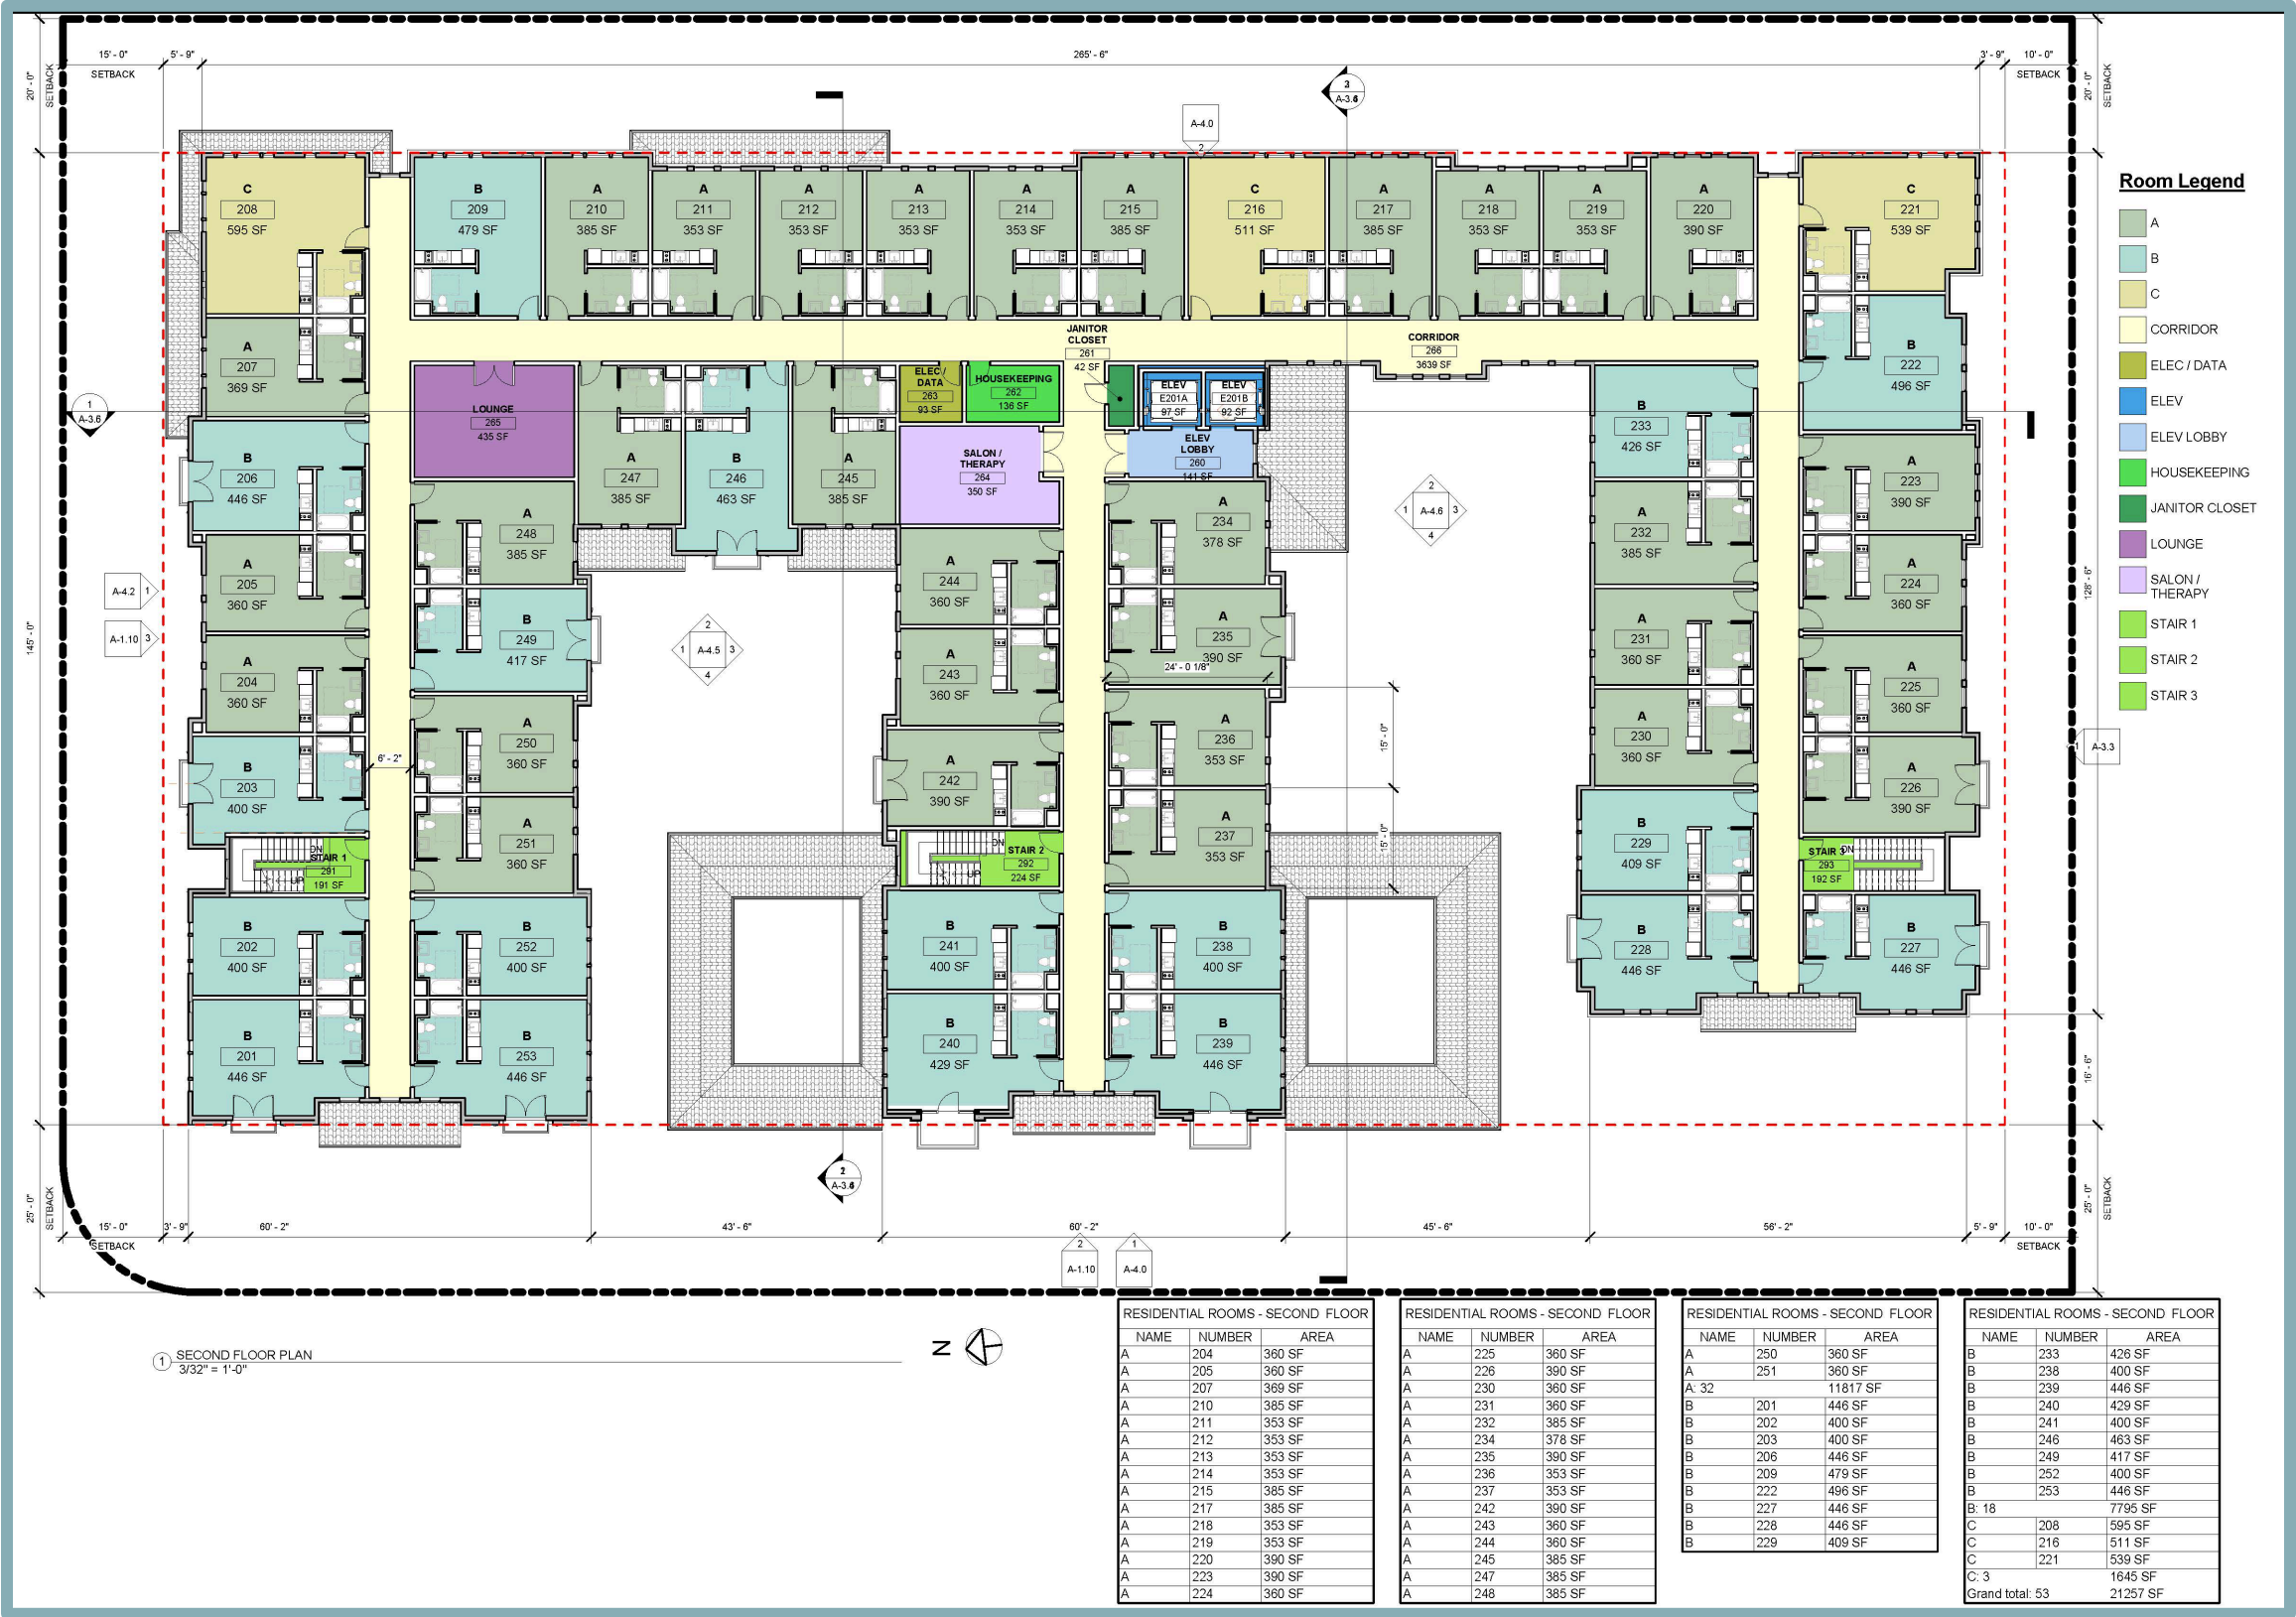 15' - 0"
SETBACK
5' - 9"
265' - 6"
3' - 9"
10' - 0"
SETBACK
20' - 0"
SETBACK
20' - 0"
SETBACK
A-3.6
A-4.0
2
C
208
595 SF
B
209
479 SF
A
210
385 SF
A
211
353 SF
A
212
353 SF
A
213
353 SF
A
214
353 SF
A
215
385 SF
C
216
511 SF
A
217
385 SF
A
218
353 SF
A
219
353 SF
A
220
390 SF
C
221
539 SF
Room Legend
A
B
C
CORRIDOR
ELEC / DATA
ELEV
ELEV LOBBY
HOUSEKEEPING
JANITOR CLOSET
LOUNGE
SALON /
THERAPY
STAIR 1
STAIR 2
STAIR 3
A
207
369 SF
1
A-3.6
B
206
446 SF
A
205
360 SF
A
204
360 SF
B
203
400 SF
A-4.2
1
A-1.10
3
145' - 0"
6' - 2"
DN
STAIR 1
291
191 SF
UP
B
202
400 SF
B
201
446 SF
LOUNGE
265
435 SF
A
248
385 SF
B
249
417 SF
A
250
360 SF
A
251
360 SF
B
252
400 SF
B
253
446 SF
A
247
385 SF
B
246
463 SF
A
245
385 SF
2
1
A-4.5
3
4
ELEC /
DATA
263
93 SF
HOUSEKEEPING
262
136 SF
JANITOR
CLOSET
261
42 SF
CORRIDOR
266
3639 SF
ELEV
E201A
97 SF
ELEV
E201B
92 SF
ELEV
LOBBY
260
141 SF
SALON /
THERAPY
264
350 SF
A
244
360 SF
A
243
360 SF
A
242
390 SF
DN
STAIR 2
292
224 SF
UP
B
241
400 SF
B
240
429 SF
A
234
378 SF
A
235
390 SF
24' - 0 1/8"
A
236
353 SF
A
237
353 SF
B
238
400 SF
B
239
446 SF
15' - 0"
15' - 0"
2
1
A-4.6
3
4
B
233
426 SF
A
232
385 SF
A
231
360 SF
A
230
360 SF
B
229
409 SF
B
228
446 SF
B
222
496 SF
A
223
390 SF
A
224
360 SF
A
225
360 SF
A
226
390 SF
DN
STAIR 3
293
192 SF
B
227
446 SF
128' - 6"
1
A-3.3
16' - 6"
25' - 0"
SETBACK
25' - 0"
SETBACK
15' - 0"
SETBACK
3' - 9"
60' - 2"
43' - 6"
60' - 2"
45' - 6"
56' - 2"
5' - 9"
10' - 0"
SETBACK
2
A-1.10
1
A-4.0
1
SECOND FLOOR PLAN
3/32" = 1'-0"
N
RESIDENTIAL ROOMS - SECOND FLOOR
NAME NUMBER AREA
A 204 360 SF
A 205 360 SF
A 207 369 SF
A 210 385 SF
A 211 353 SF
A 212 353 SF
A 213 353 SF
A 214 353 SF
A 215 385 SF
A 217 385 SF
A 218 353 SF
A 219 353 SF
A 220 390 SF
A 223 390 SF
A 224 360 SF
RESIDENTIAL ROOMS - SECOND FLOOR
NAME NUMBER AREA
A 225 360 SF
A 226 390 SF
A 230 360 SF
A 231 360 SF
A 232 385 SF
A 234 378 SF
A 235 390 SF
A 236 353 SF
A 237 353 SF
A 242 390 SF
A 243 360 SF
A 244 360 SF
A 245 385 SF
A 247 385 SF
A 248 385 SF
RESIDENTIAL ROOMS - SECOND FLOOR
NAME NUMBER AREA
A 250 360 SF
A 251 360 SF
A: 32 11817 SF
B 201 446 SF
B 202 400 SF
B 203 400 SF
B 206 446 SF
B 209 479 SF
B 222 496 SF
B 227 446 SF
B 228 446 SF
B 229 409 SF
RESIDENTIAL ROOMS - SECOND FLOOR
NAME NUMBER AREA
B 233 426 SF
B 238 400 SF
B 239 446 SF
B 240 429 SF
B 241 400 SF
B 246 463 SF
B 249 417 SF
B 252 400 SF
B 253 446 SF
B: 18 7795 SF
C 208 595 SF
C 216 511 SF
C 221 539 SF
C: 3 1645 SF
Grand total: 53 21257 SF